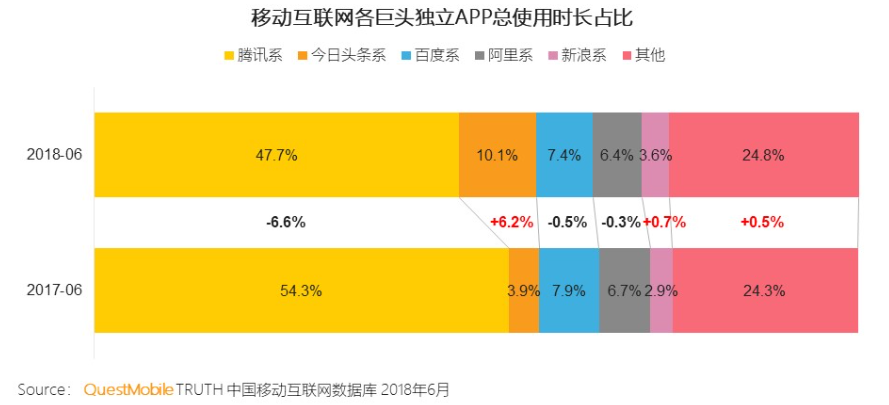 移动互联网各巨头独立APP总使用时长占比
腾讯系 今日头条系 百度系 阿里系 新浪系 其他
2018-06 47.7% 10.1% 7.4% 6.4% 3.6% 24.8%
-6.6% +6.2% -0.5% -0.3% +0.7% +0.5%
2017-06 54.3% 3.9% 7.9% 6.7% 2.9% 24.3%
Source： QuestMobile TRUTH 中国移动互联网数据库 2018年6月